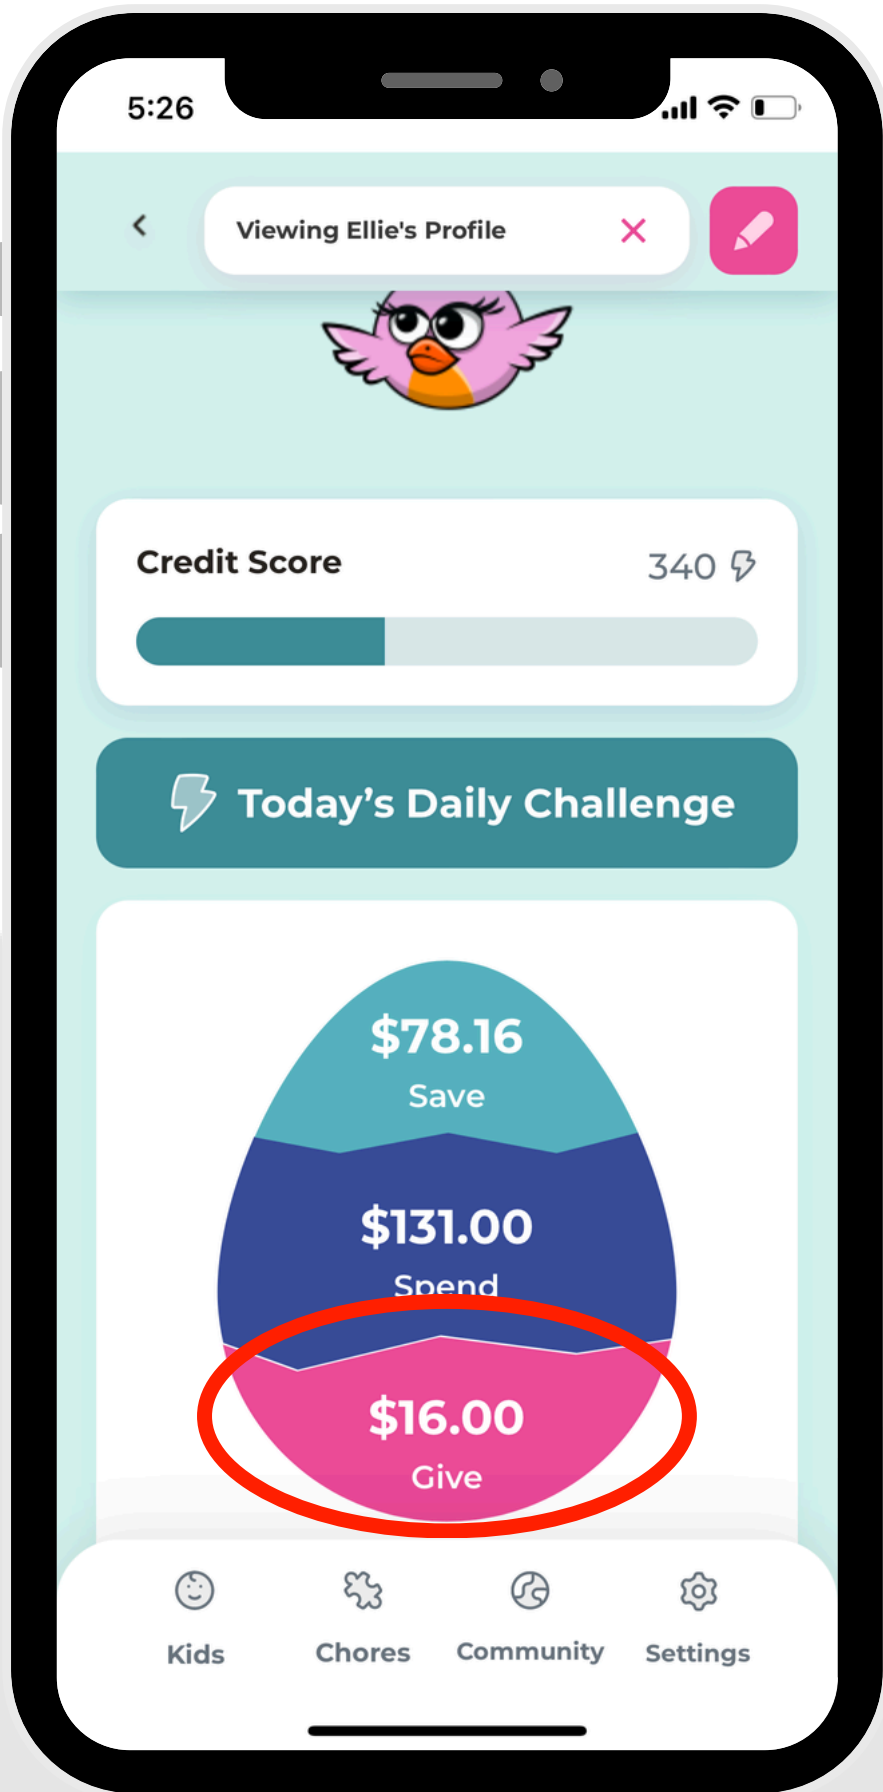 5:26
Viewing Ellie's Profile
Credit Score 340
Today’s Daily Challenge
$78.16
Save
$131.00
Spend
$16.00
Give
Kids Chores Community Settings